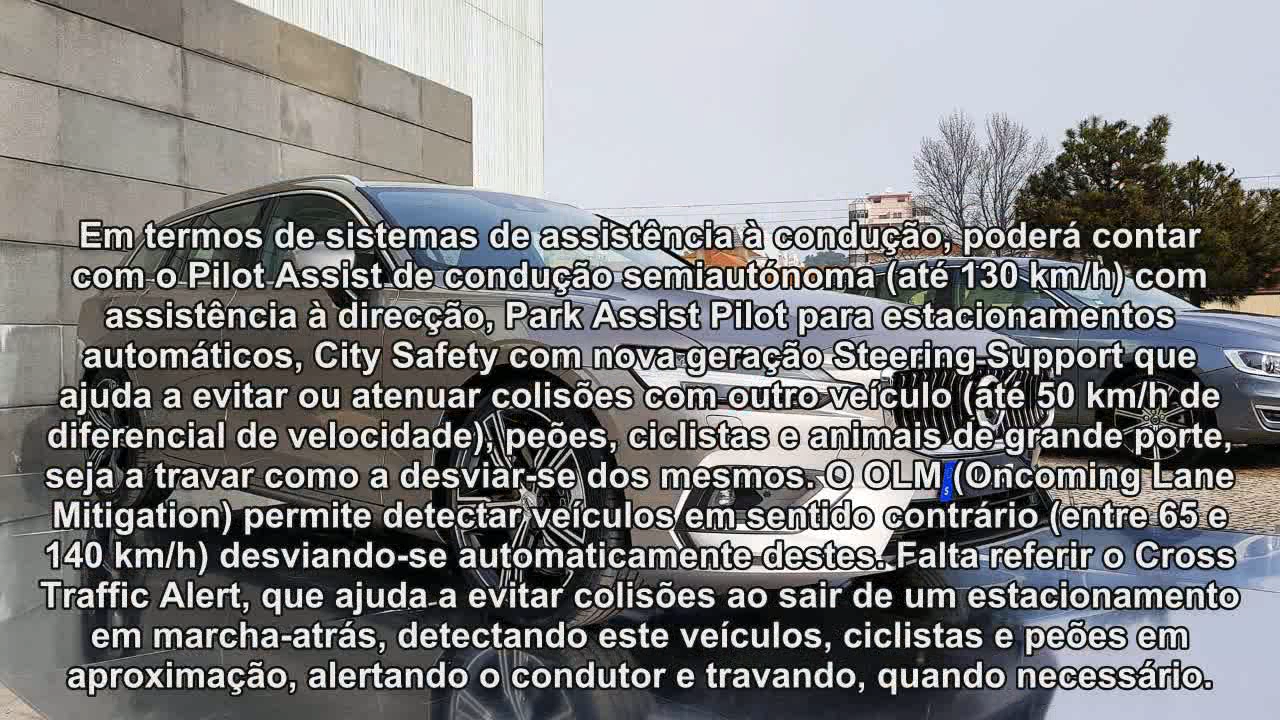 Em termos de sistemas de assistência à condução, poderá contar
com o Pilot Assist de condução semiautónoma (até 130 km/h) com
assistência à direcção, Park Assist Pilot para estacionamentos
automáticos, City Safety com nova geração Steering Support que
ajuda a evitar ou atenuar colisões com outro veículo (até 50 km/h de
diferencial de velocidade), peões, ciclistas e animais de grande porte,
seja a travar como a desviar-se dos mesmos. O OLM (Oncoming Lane
Mitigation) permite detectar veículos em sentido contrário (entre 65 e
140 km/h) desviando-se automaticamente destes. Falta referir o Cross
Traffic Alert, que ajuda a evitar colisões ao sair de um estacionamento
em marcha-atrás, detectando este veículos, ciclistas e peões em
aproximação, alertando o condutor e travando, quando necessário.